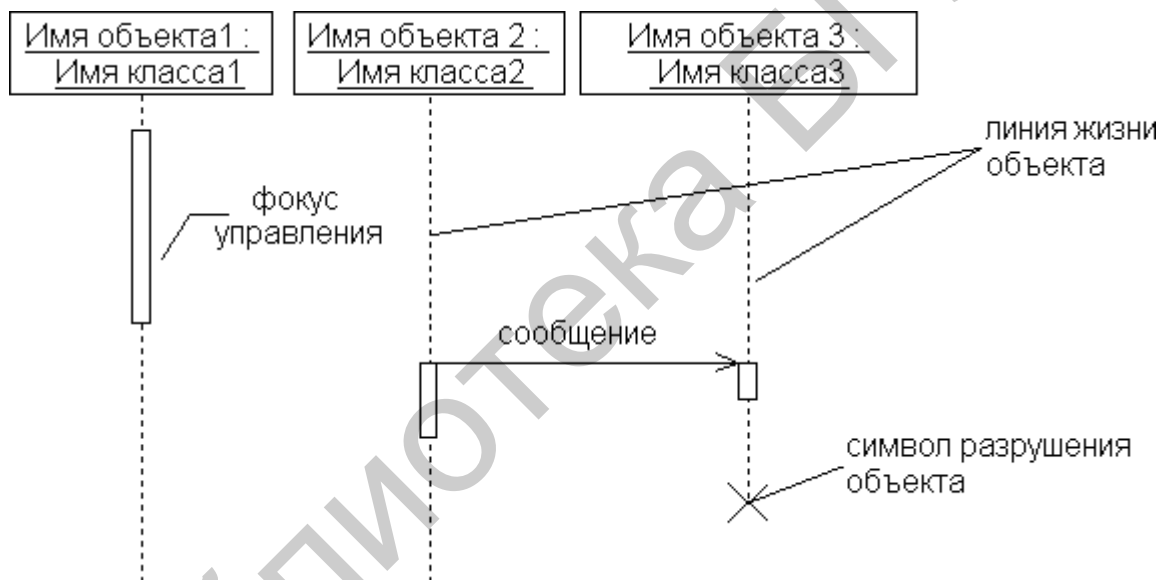 Имя объекта1 :
Имя класса1
Имя объекта 2 :
Имя класса2
Имя объекта 3 :
Имя класса3
линия жизни
объекта
фокус
управления
сообщение
символ разрушения
объекта